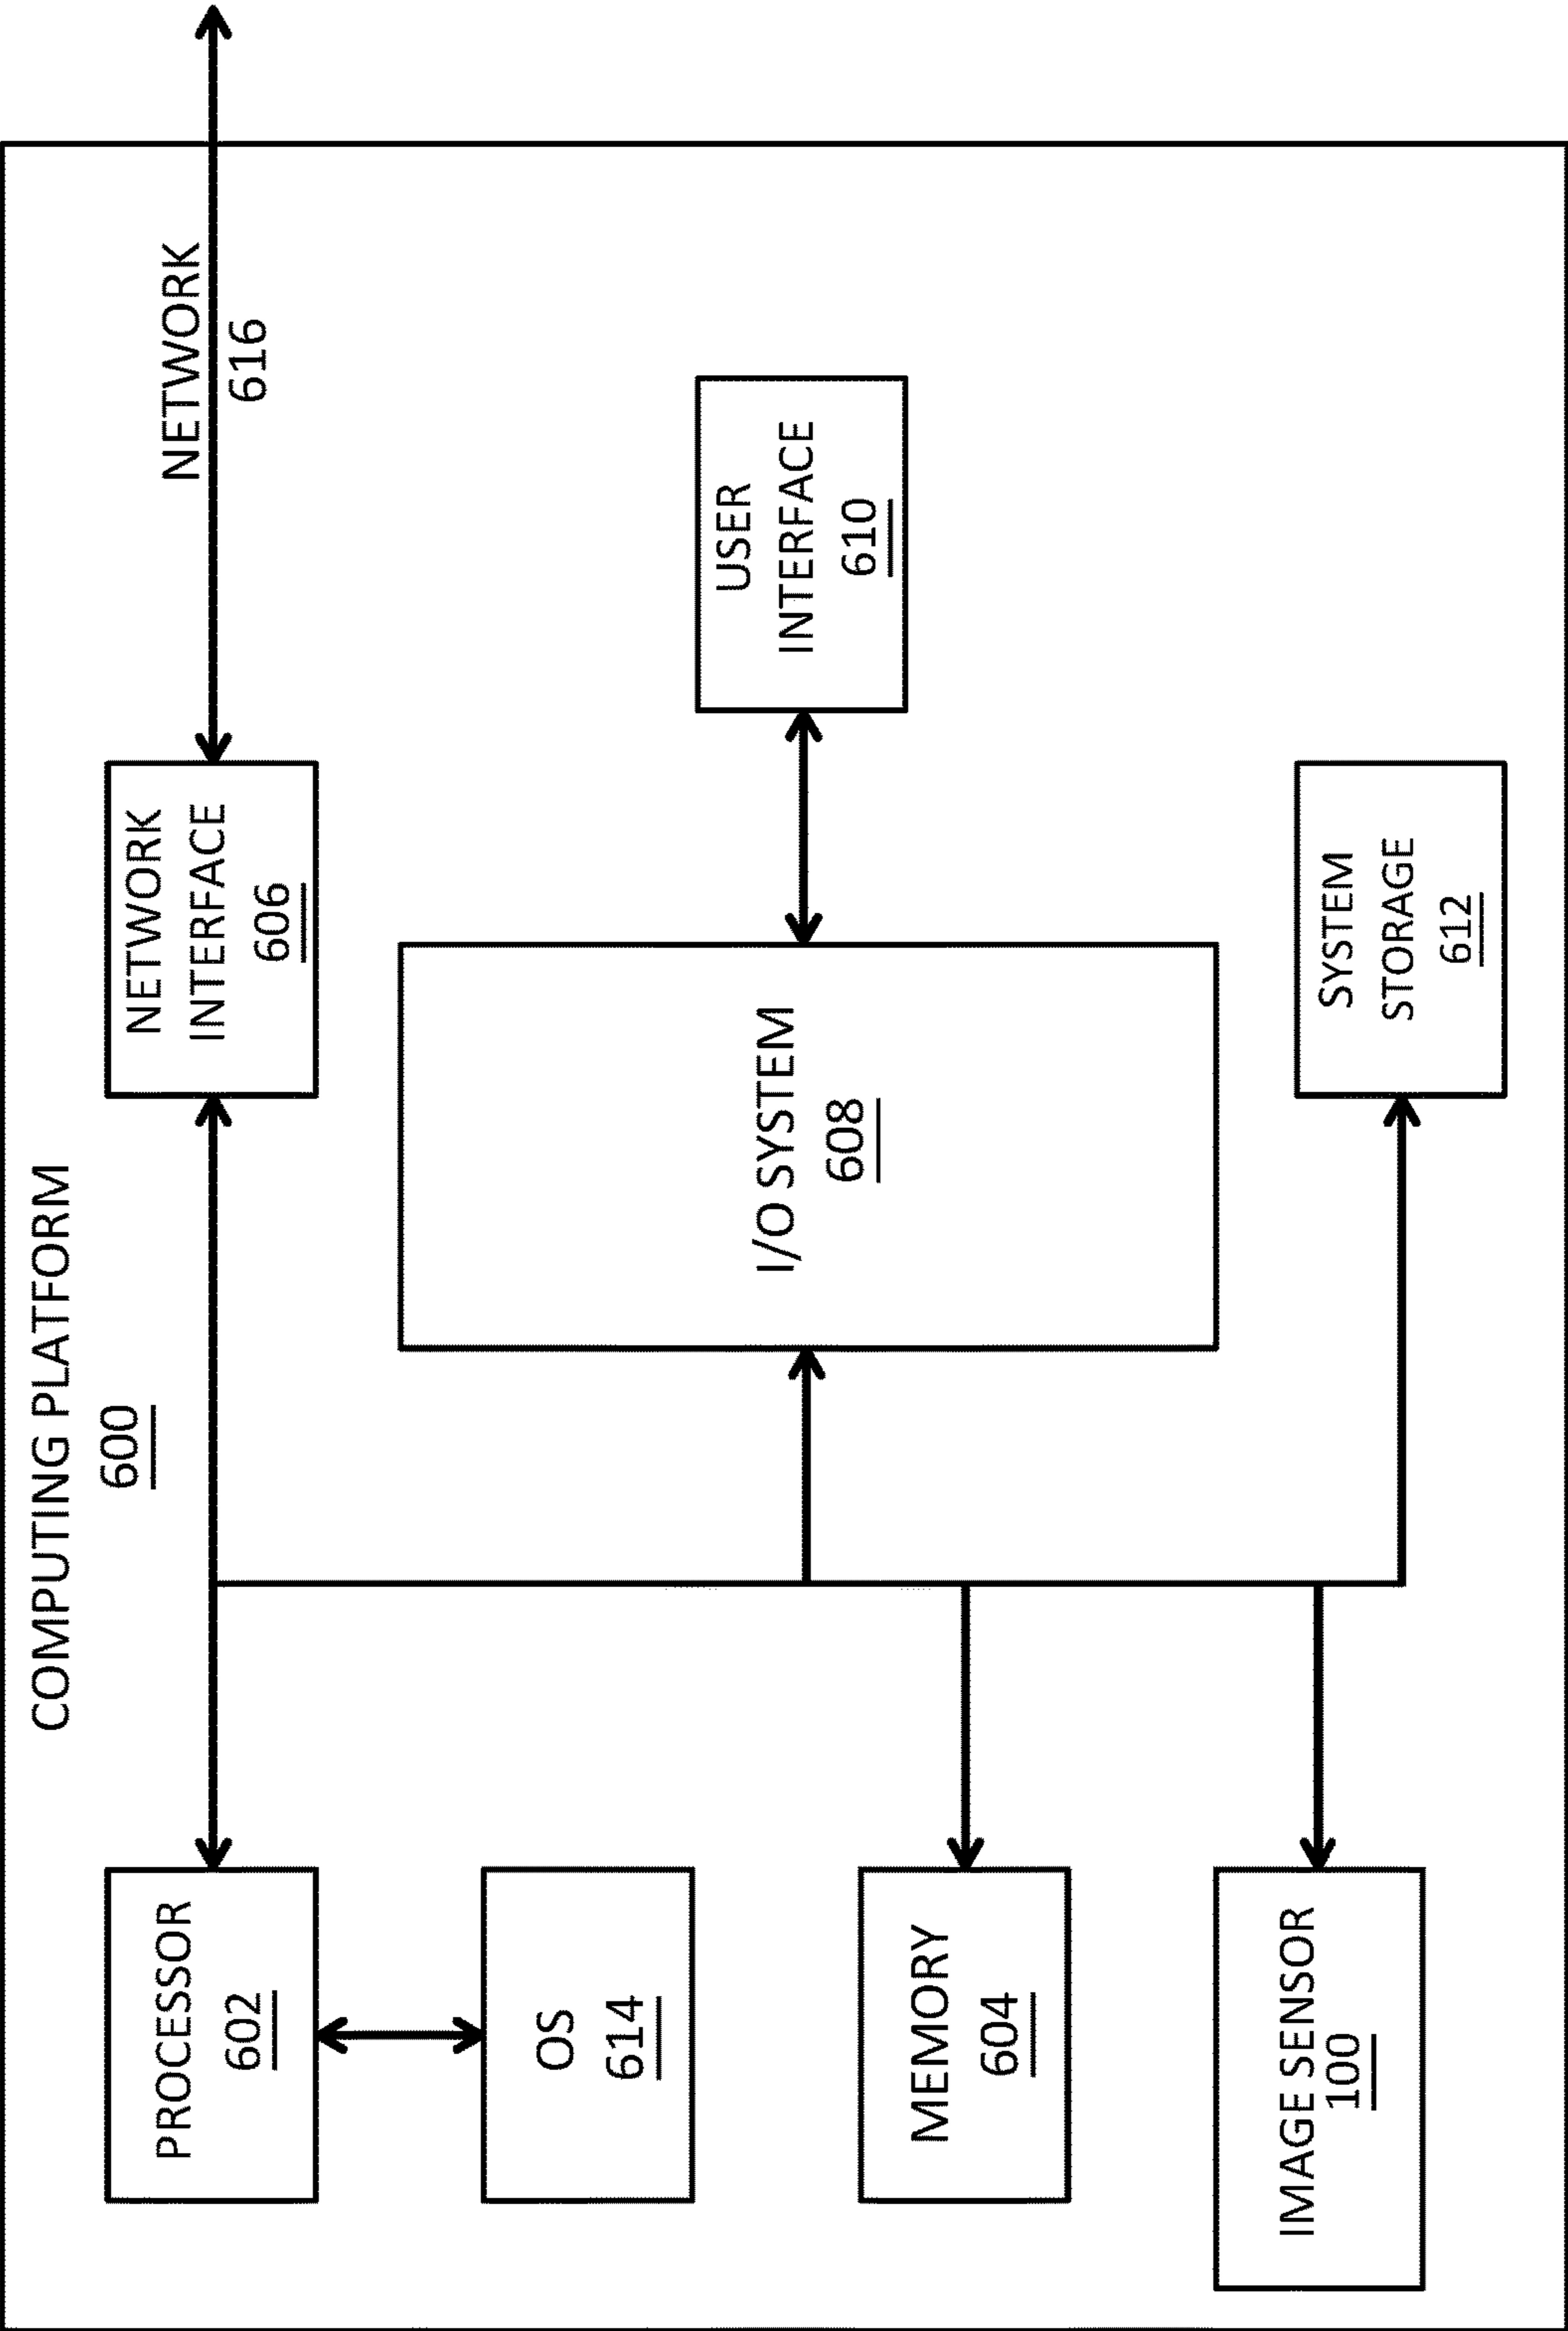 COMPUTING PLATFORM
600
PROCESSOR
602
OS
614
MEMORY
604
IMAGE SENSOR
100
NETWORK
INTERFACE
606
I/O SYSTEM
608
SYSTEM
STORAGE
612
USER
INTERFACE
610
NETWORK
616